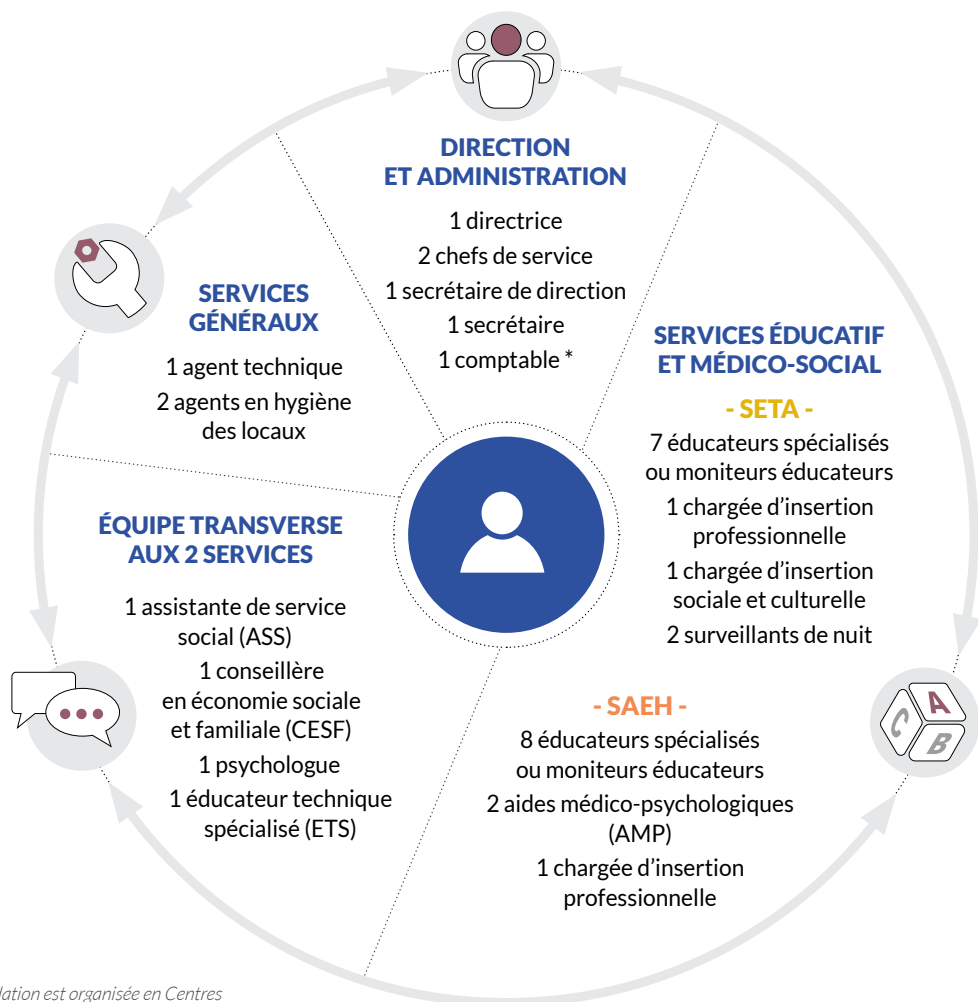 DIRECTION
ET ADMINISTRATION
1 directrice
2 chefs de service
1 secrétaire de direction
1 secrétaire
1 comptable *
SERVICES
GÉNÉRAUX
1 agent technique
2 agents en hygiène
des locaux
SERVICES ÉDUCATIF
ET MÉDICO-SOCIAL
- SETA -
7 éducateurs spécialisés
ou moniteurs éducateurs
1 chargée d’insertion
professionnelle
1 chargée d’insertion
sociale et culturelle
2 surveillants de nuit
ÉQUIPE TRANSVERSE
AUX 2 SERVICES
1 assistante de service
social (ASS)
1 conseillère
en économie sociale
et familiale (CESF)
1 psychologue
1 éducateur technique
spécialisé (ETS)
- SAEH -
8 éducateurs spécialisés
ou moniteurs éducateurs
2 aides médico-psychologiques
(AMP)
1 chargée d’insertion
professionnelle
A
B
C
est organisée en Centres